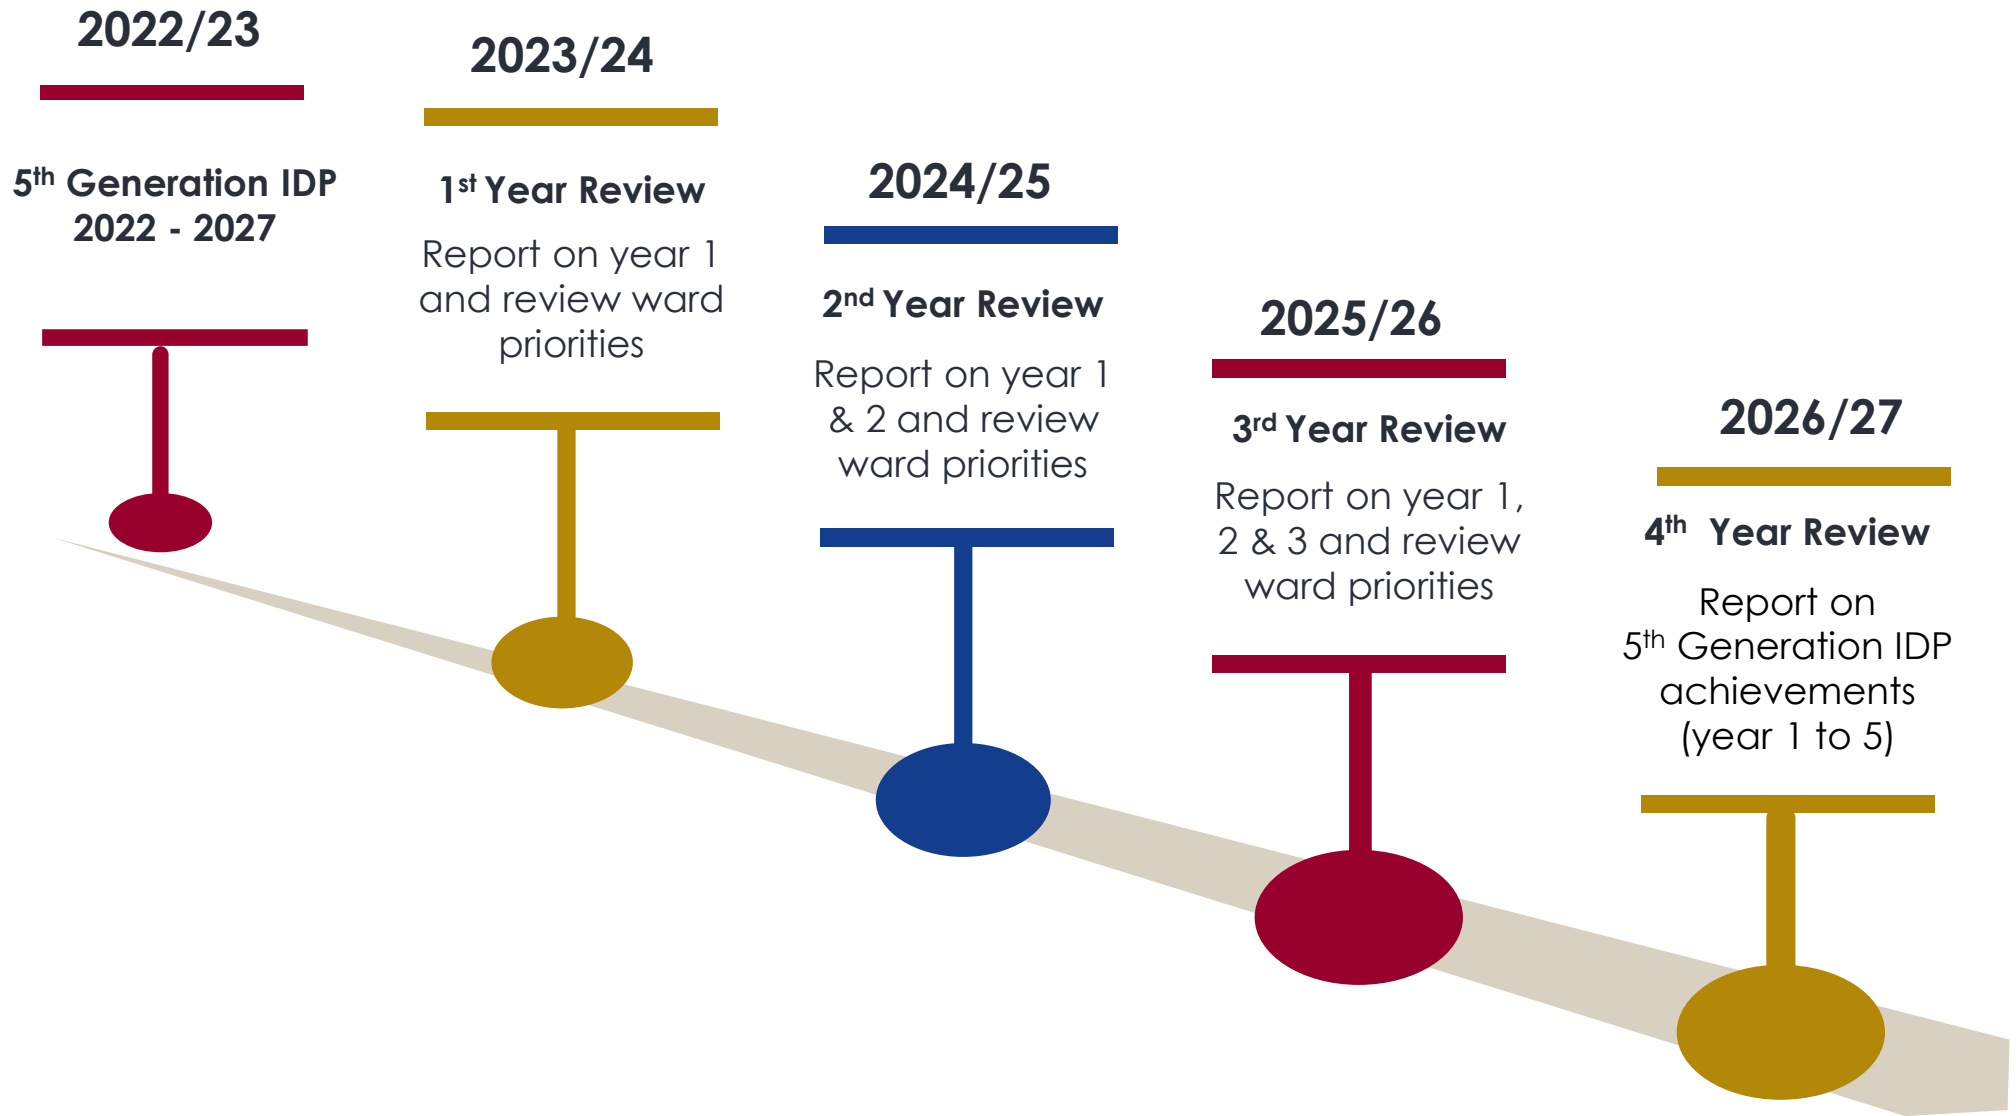 2022/23
5th Generation IDP
2022 - 2027
2023/24
1st Year Review
Report on year 1
and review ward
priorities
2024/25
2nd Year Review
Report on year 1
& 2 and review
ward priorities
2025/26
3rd Year Review
Report on year 1,
2 & 3 and review
ward priorities
2026/27
4th Year Review
Report on
5th Generation IDP
achievements
(year 1 to 5)